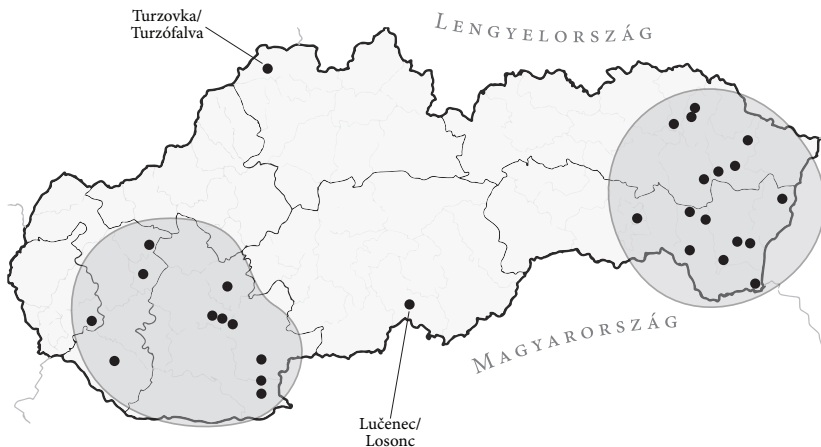 Turzovka/
Turzófalva
LENGYELORSZÁG
MAGYARORSZÁG
Lučenec/
Losonc